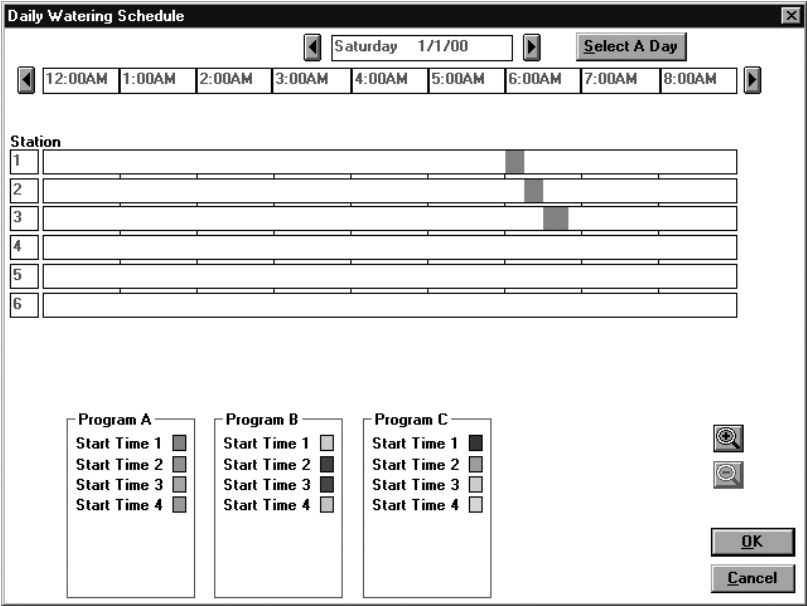 Daily Watering Schedule
Saturday 1/1/00 Select A Day
12:00AM 1:00AM 2:00AM 3:00AM 4:00AM 5:00AM 6:00AM 7:00AM 8:00AM
Station
1
2
3
4
5
6
Program A Program B Program C
Start Time 1 Start Time 1 Start Time 1
Start Time 2 Start Time 2 Start Time 2
Start Time 3 Start Time 3 Start Time 3
Start Time 4 Start Time 4 Start Time 4
OK
Cancel